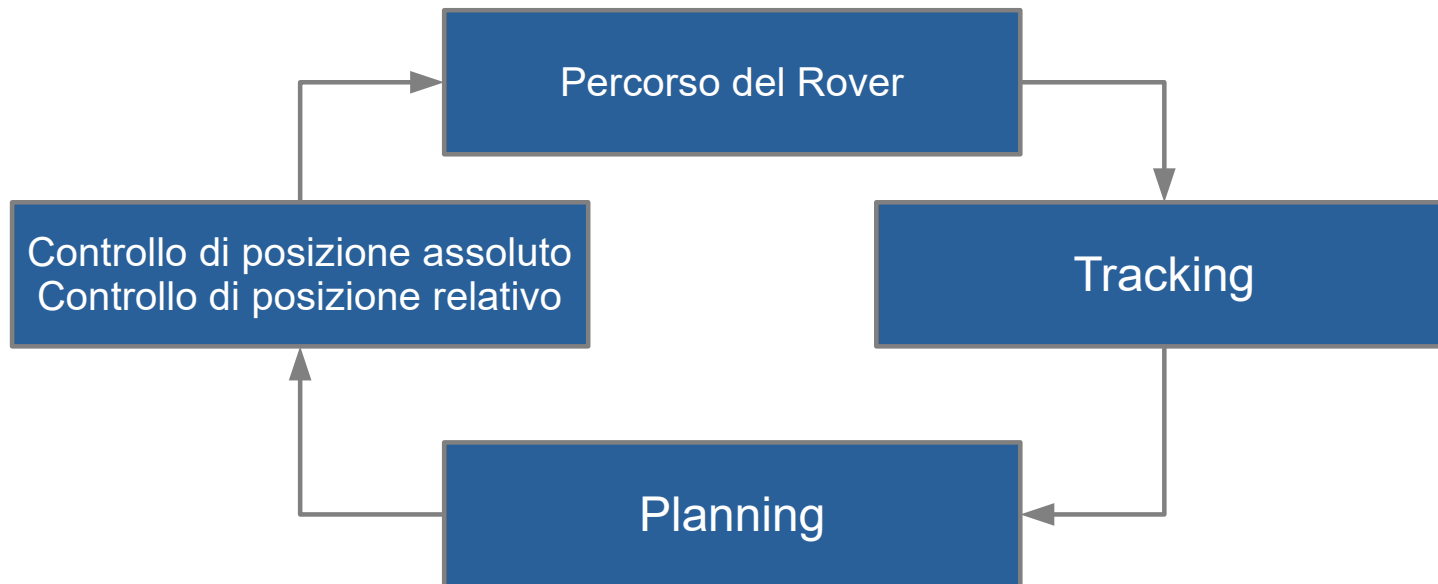 Percorso del Rover
Controllo di posizione assoluto
Controllo di posizione relativo
Tracking
Planning